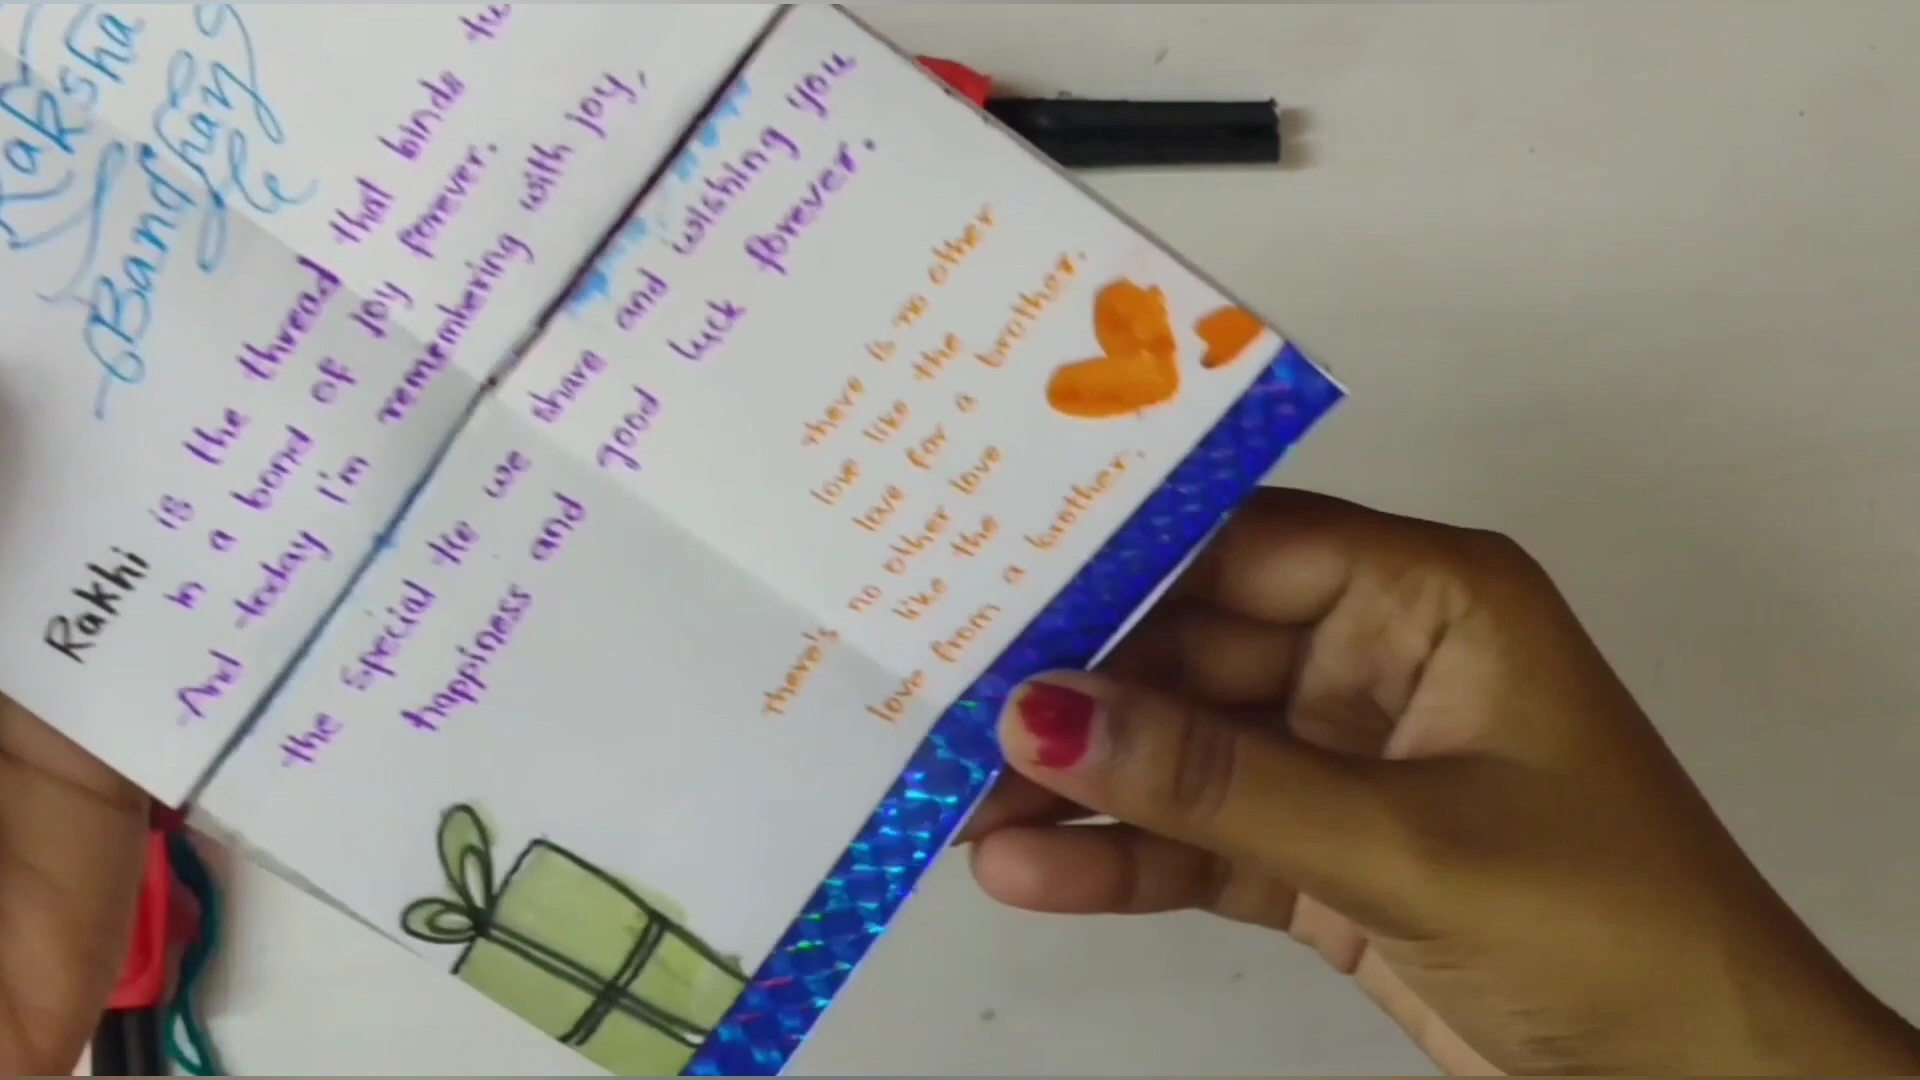 Raksha
Bandhan
Rakhi is the thread that binds
in a bond of joy forever.
And today I'm remembering with joy,
the special tie we share and wishing you
happiness and good luck forever.
there is no other
love like the
love for a brother.
there's no other love
like the
love from a brother.